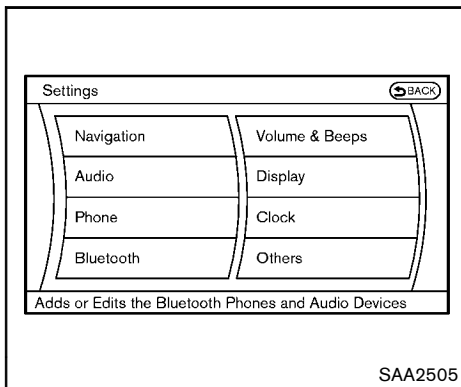 Settings
BACK
Navigation
Volume & Beeps
Audio
Display
Phone
Clock
Bluetooth
Others
Adds or Edits the Bluetooth Phones and Audio Devices
SAA2505